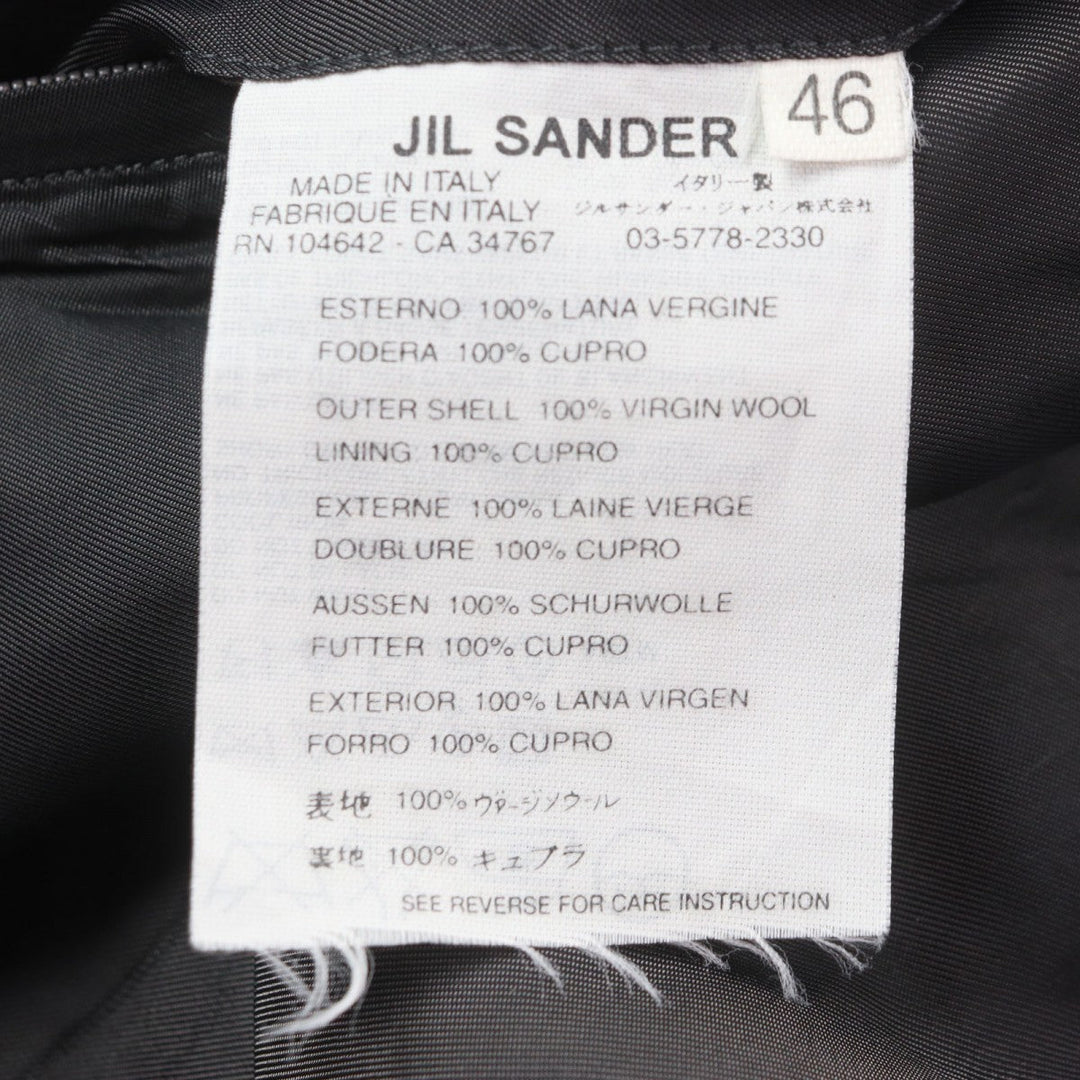 46
JIL SANDER
MADE IN ITALY
イタリー製
FABRIQUE EN ITALY
ジルサンダー・ジャパン株式会社
RN.104642 - CA.34767
03-5778-2330
ESTERNO 100% LANA VERGINE
FODERA 100% CUPRO
OUTER SHELL 100% VIRGIN WOOL
LINING 100% CUPRO
EXTERNE 100% LAINE VIERGE
DOUBLURE 100% CUPRO
AUSSEN 100% SCHURWOLLE
FUTTER 100% CUPRO
EXTERIOR 100% LANA VIRGEN
FORRO 100% CUPRO
表地 100% ヴァージンウール
裏地 100% キュプラ
SEE REVERSE FOR CARE INSTRUCTION